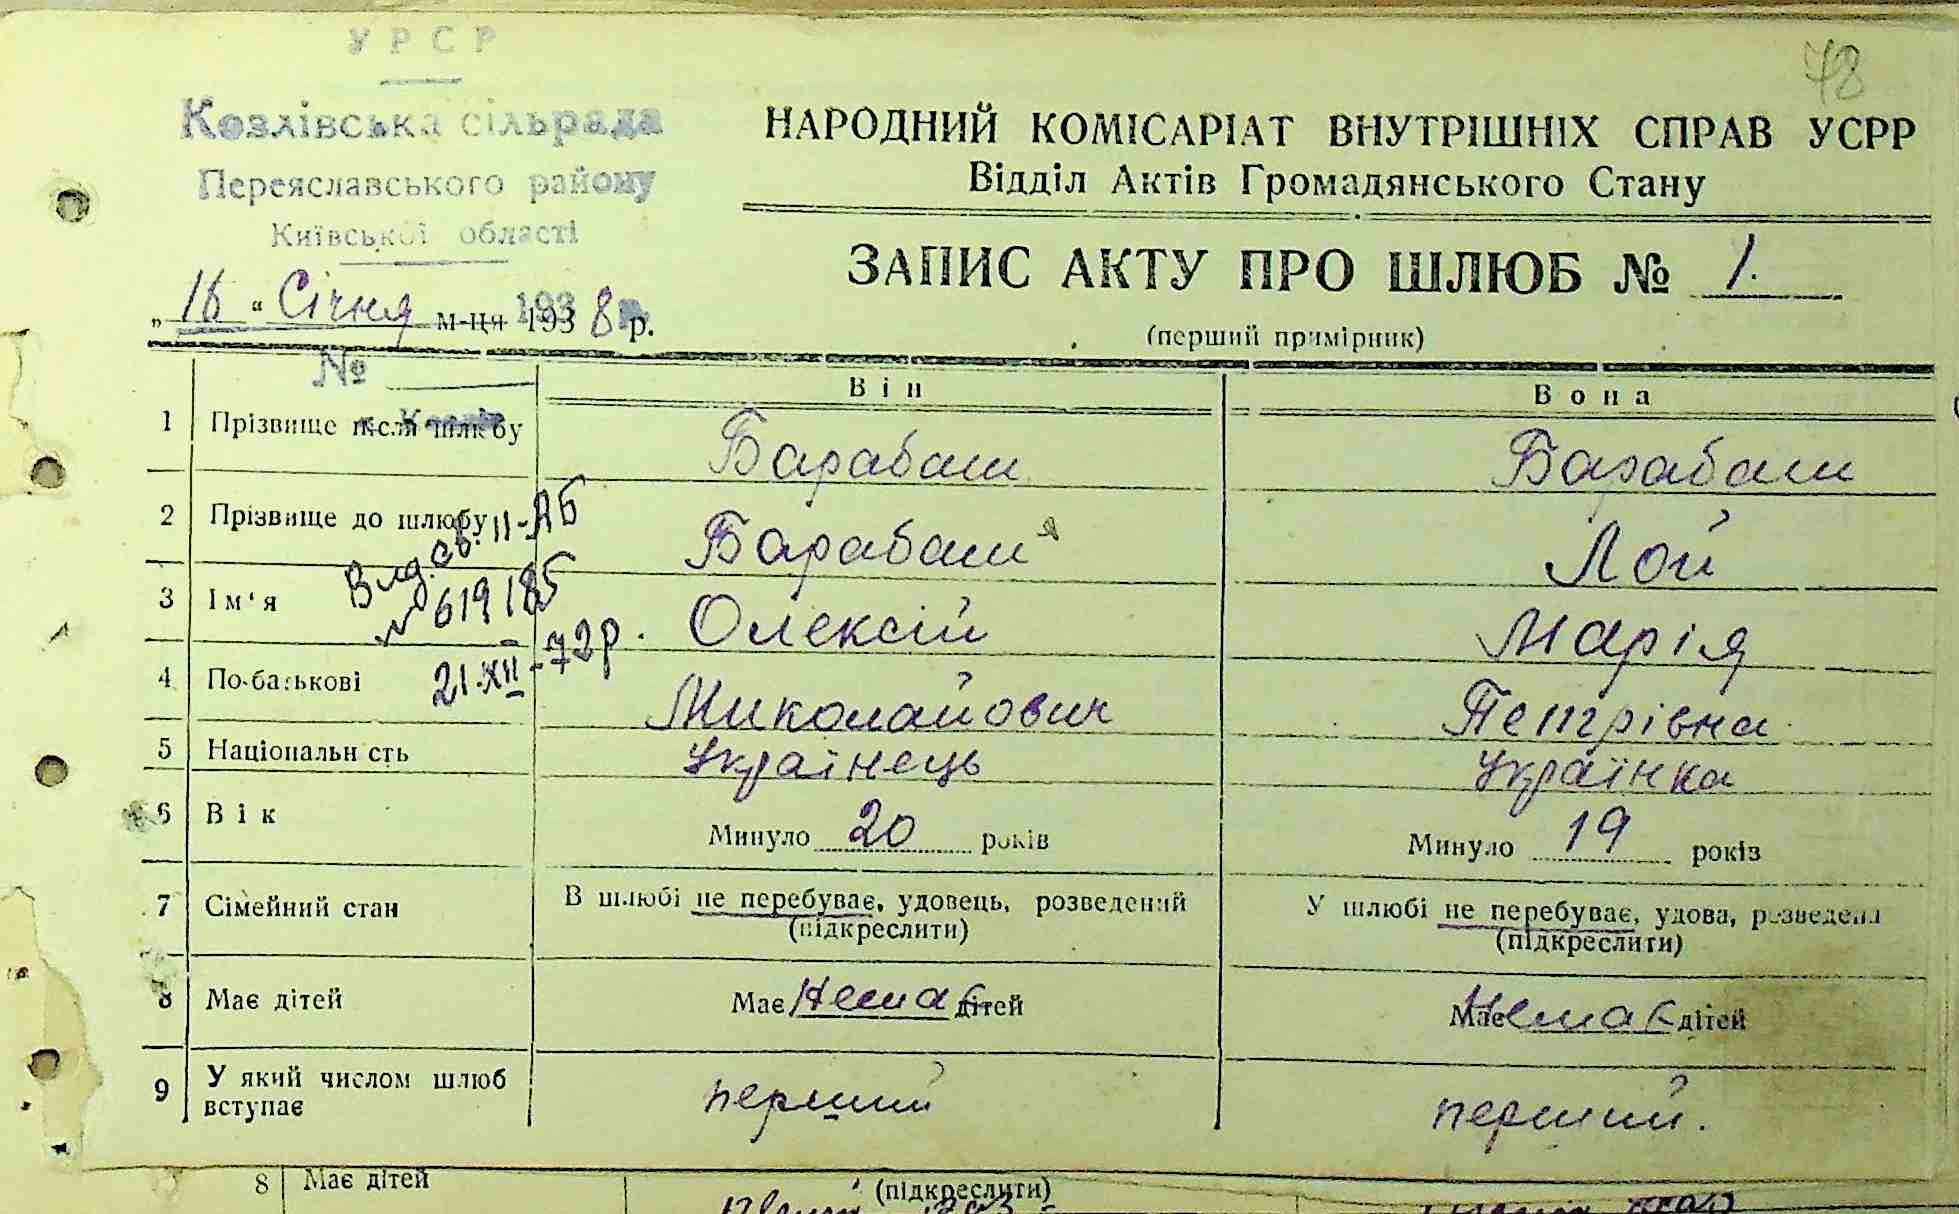 78
УРСР
Козлівська сільрада
Переяславського району
Київської області
НАРОДНИЙ КОМІСАРІАТ ВНУТРІШНІХ СПРАВ УСРР
Відділ Актів Громадянського Стану
ЗАПИС АКТУ ПРО ШЛЮБ № 1.
(перший примірник)
„16“ Січня м-ця 1938 р.
№
Він Вона
1 Прізвище після шлюбу Барабаш Барабаш
2 Прізвище до шлюбу Барабаш Лой
3 Ім‘я Олексій Марія
4 По-батькові Миколайович Петрівна
5 Національність Українець Українка
6 Вік Минуло 20 років Минуло 19 років
7 Сімейний стан В шлюбі не перебуває, удовець, розведений У шлюбі не перебуває, удова, розведена
(підкреслити) (підкреслити)
8 Має дітей Має Немає дітей Має Немає дітей
9 У який числом шлюб вступає перший перший.
Влд. св. II-АБ
№ 619185
21.XII-72р.
8 Має дітей (підкреслити)